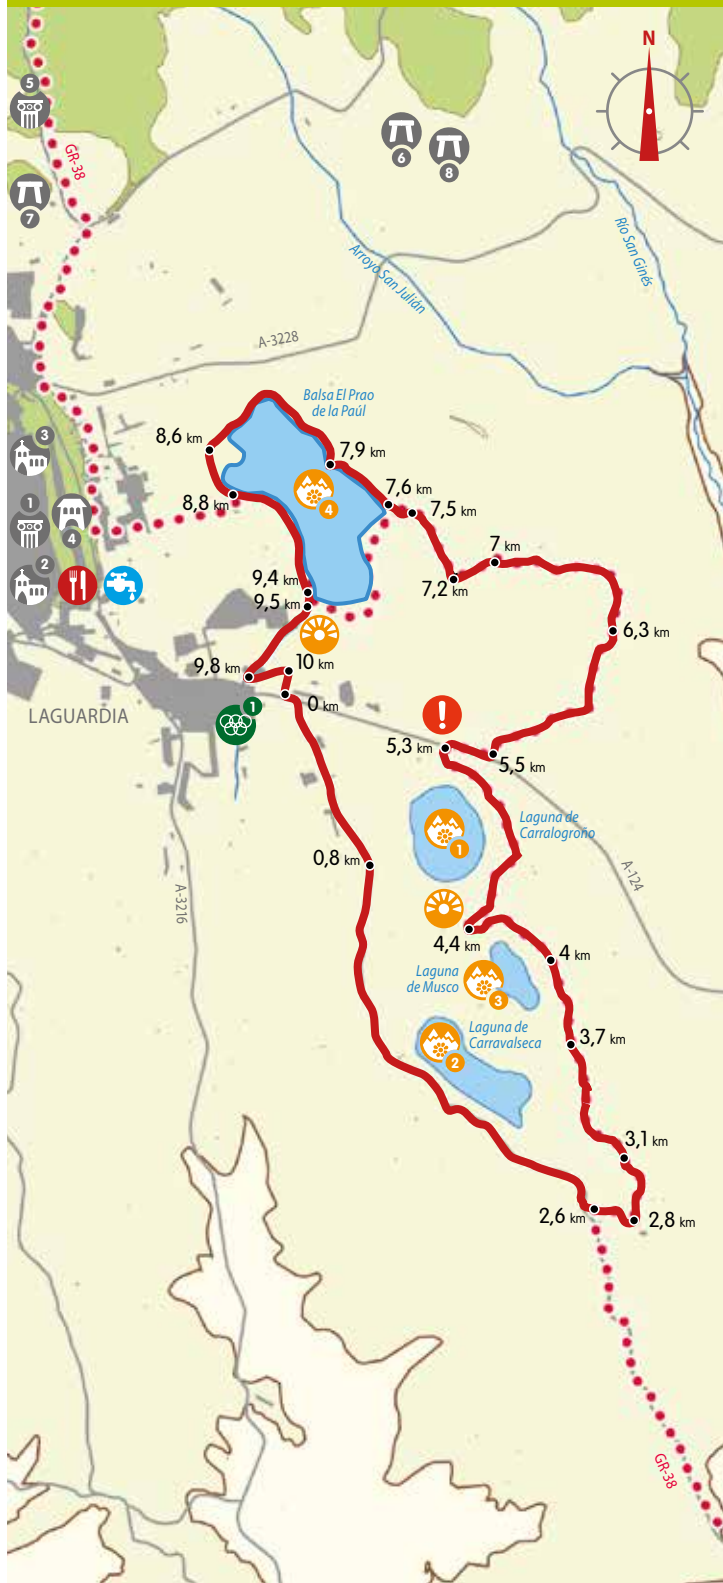 N
5
GR-38
7
6
8
Río San Ginés
Arroyo San Julián
A-3228
Balsa El Prao
de la Paúl
3
8,6 km
7,9 km
4
8,8 km
7,6 km
7,5 km
1
4
7 km
2
7,2 km
9,4 km
9,5 km
6,3 km
9,8 km
10 km
0 km
LAGUARDIA
1
!
5,3 km
5,5 km
Laguna de
Carralogroño
1
0,8 km
A-124
A-3216
4,4 km
4 km
Laguna
de Musco
3
Laguna de
Carravalseca
2
3,7 km
3,1 km
2,6 km
2,8 km
GR-38